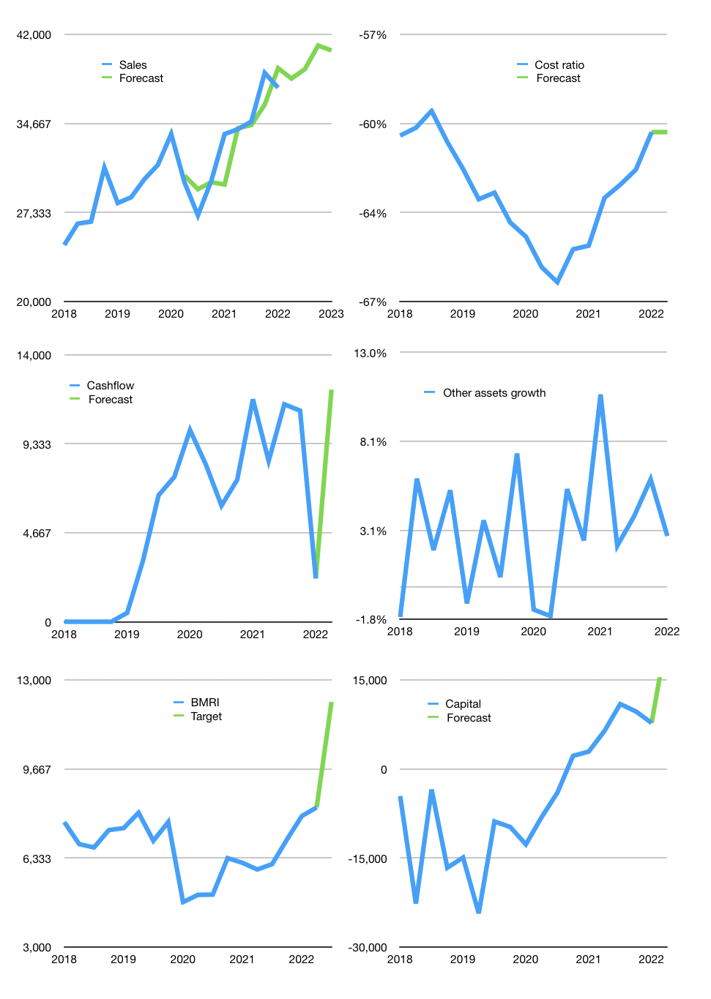 42,000
Sales
Forecast
34,667
27,333
20,000
2018 2019 2020 2021 2022 2023
-57%
Cost ratio
Forecast
-60%
-64%
-67%
2018 2019 2020 2021 2022
14,000
Cashflow
Forecast
9,333
4,667
0
2018 2019 2020 2021 2022
13.0%
Other assets growth
8.1%
3.1%
-1.8%
2018 2019 2020 2021 2022
13,000
BMRI
Target
9,667
6,333
3,000
2018 2019 2020 2021 2022
15,000
Capital
Forecast
0
-15,000
-30,000
2018 2019 2020 2021 2022